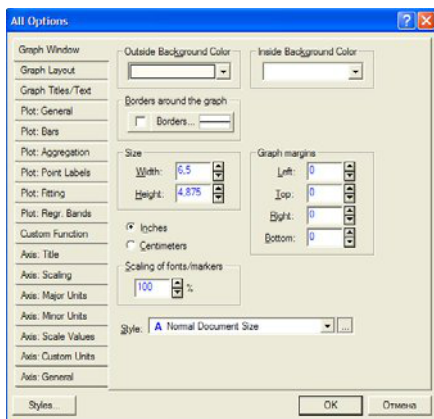 All Options
Graph Window
Graph Layout
Graph Titles/Text
Plot: General
Plot: Bars
Plot: Aggregation
Plot: Point Labels
Plot: Fitting
Plot: Regr. Bands
Custom Function
Axis: Title
Axis: Scaling
Axis: Major Units
Axis: Minor Units
Axis: Scale Values
Axis: Custom Units
Axis: General
Styles...
Outside Background Color
Inside Background Color
Borders around the graph
Borders...
Size
Width: 6,5
Height: 4,875
Inches
Centimeters
Graph margins
Left: 0
Top: 0
Right: 0
Bottom: 0
Scaling of fonts/markers
100 %
Style: A Normal Document Size ...
OK
Отмена